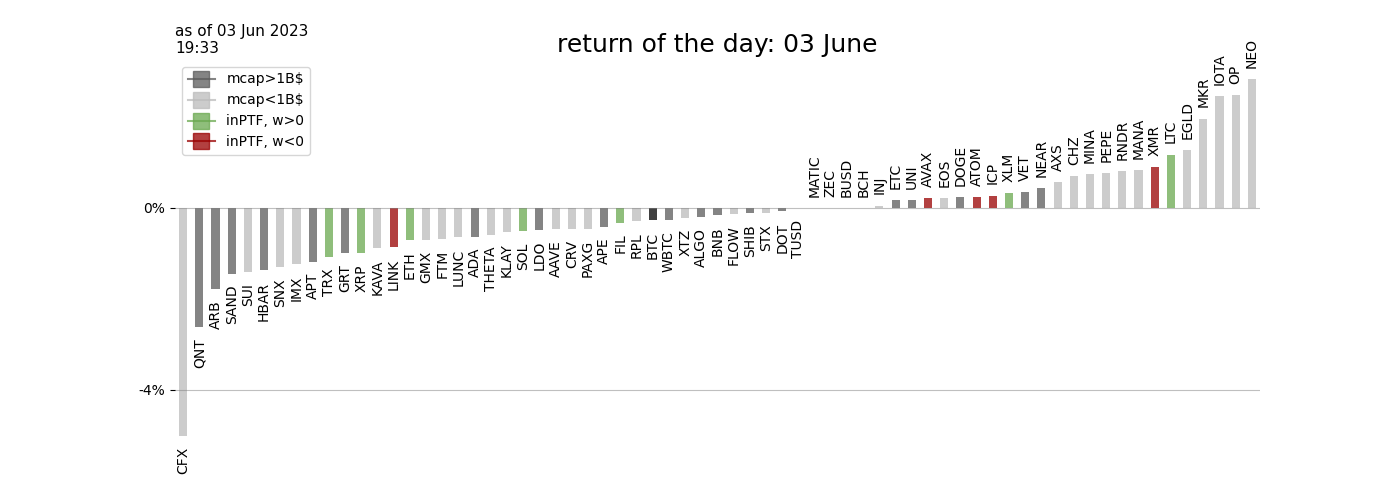 as of 03 Jun 2023
19:33
return of the day: 03 June
mcap>1B$
mcap<1B$
inPTF, w>0
inPTF, w<0
0%
-4%
CFX
QNT
ARB
SAND
SUI
HBAR
SNX
IMX
APT
TRX
GRT
XRP
KAVA
LINK
ETH
GMX
FTM
LUNC
ADA
THETA
KLAY
SOL
LDO
AAVE
CRV
PAXG
APE
FIL
RPL
BTC
WBTC
XTZ
ALGO
BNB
FLOW
SHIB
STX
DOT
TUSD
MATIC
ZEC
BUSD
BCH
INJ
ETC
UNI
AVAX
EOS
DOGE
ATOM
ICP
XLM
VET
NEAR
AXS
CHZ
MINA
PEPE
RNDR
MANA
XMR
LTC
EGLD
MKR
IOTA
OP
NEO